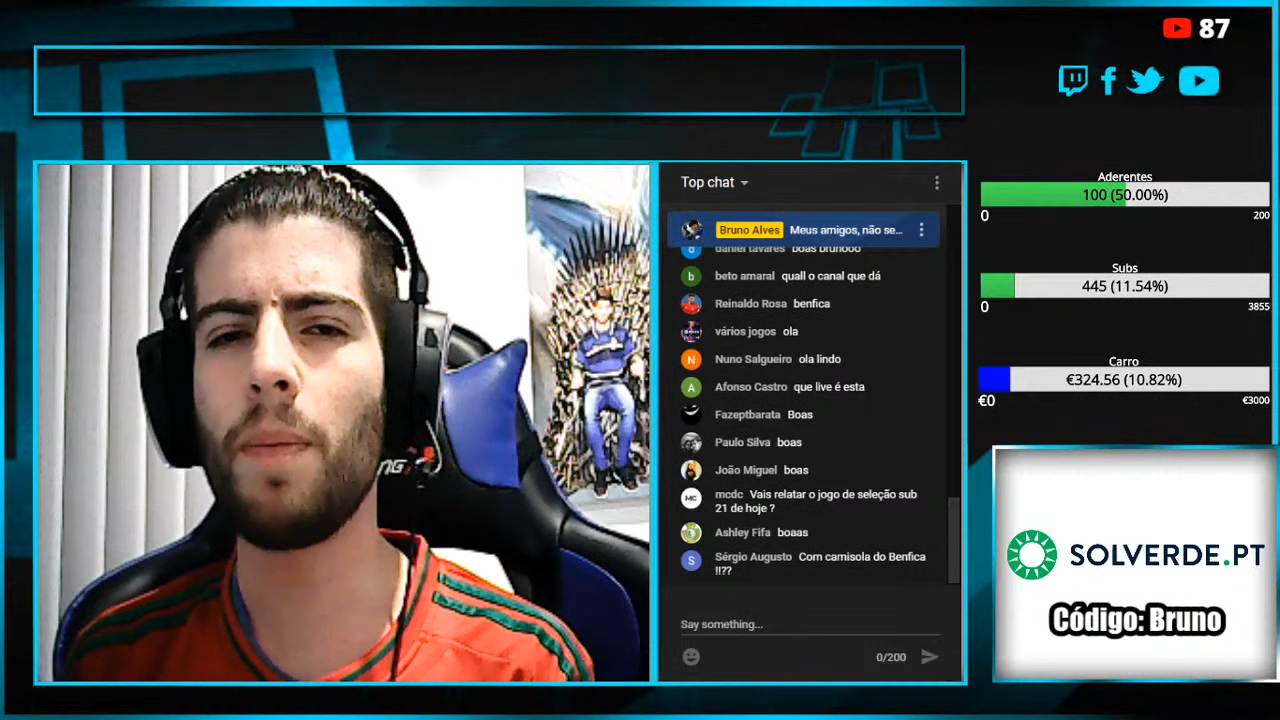 87
Top chat
Bruno Alves Meus amigos, não se...
daniel tavares boas brunooo
beto amaral quall o canal que dá
Reinaldo Rosa benfica
vários jogos ola
N Nuno Salgueiro ola lindo
A Afonso Castro que live é esta
Fazeptbarata Boas
Paulo Silva boas
João Miguel boas
MC mcdc Vais relatar o jogo de seleção sub
21 de hoje ?
Ashley Fifa boaas
S Sérgio Augusto Com camisola do Benfica
!!??
Say something...
0/200
Aderentes
100 (50.00%)
0 200
Subs
445 (11.54%)
0 3855
Carro
€324.56 (10.82%)
€0 €3000
SOLVERDE.PT
Código: Bruno
NG